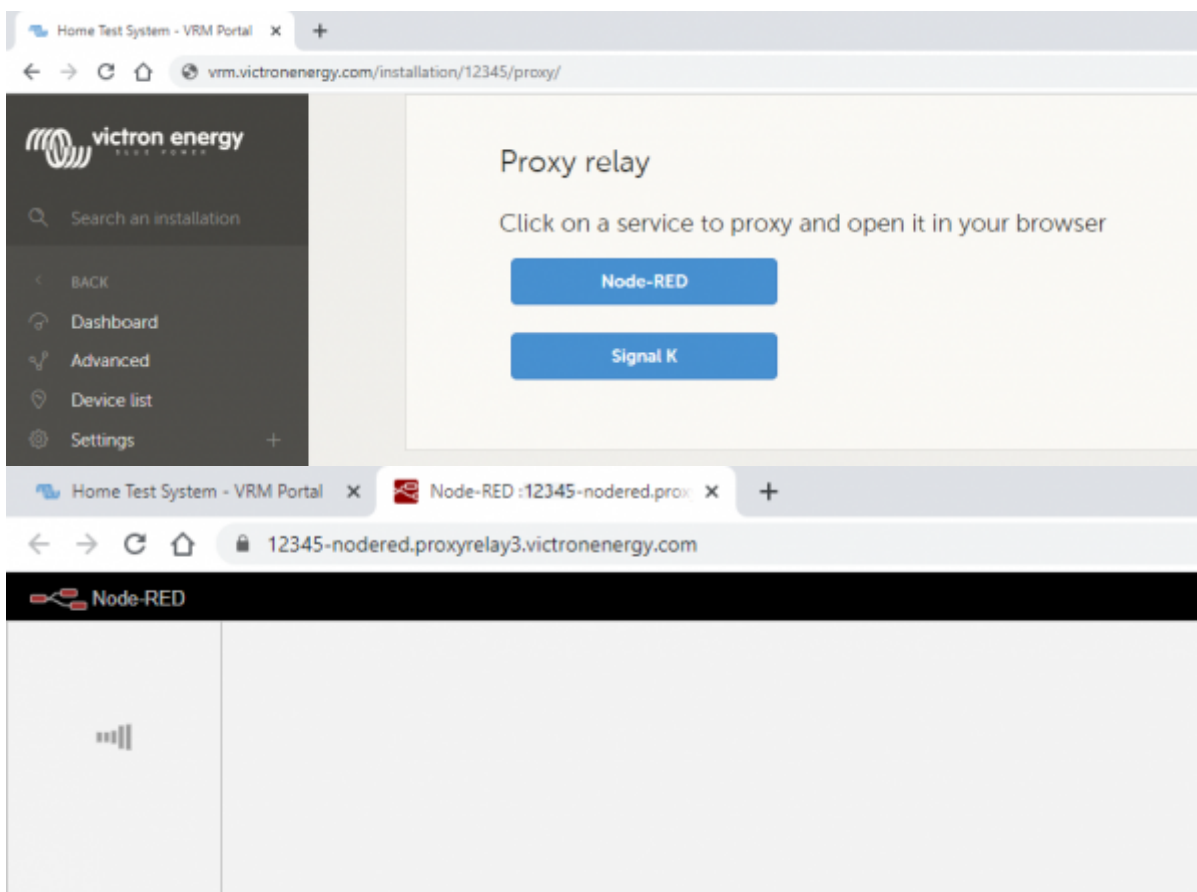 Home Test System - VRM Portal
vrm.victronenergy.com/installation/12345/proxy/
victron energy
BLUE POWER
Search an installation
BACK
Dashboard
Advanced
Device list
Settings
Proxy relay
Click on a service to proxy and open it in your browser
Node-RED
Signal K
Home Test System - VRM Portal
Node-RED :12345-nodered.prox
12345-nodered.proxyrelay3.victronenergy.com
Node-RED